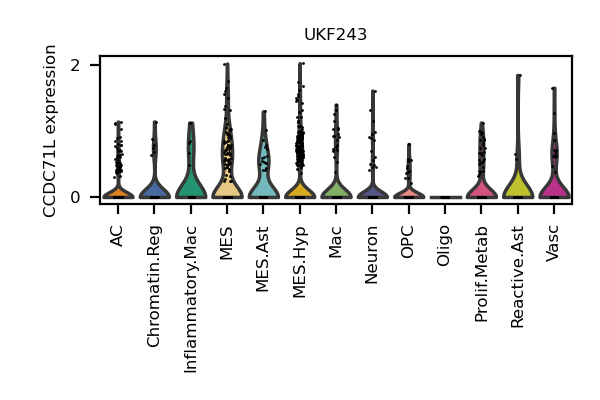 UKF243
CCDC71L expression
2
0
AC
Chromatin.Reg
Inflammatory.Mac
MES
MES.Ast
MES.Hyp
Mac
Neuron
OPC
Oligo
Prolif.Metab
Reactive.Ast
Vasc